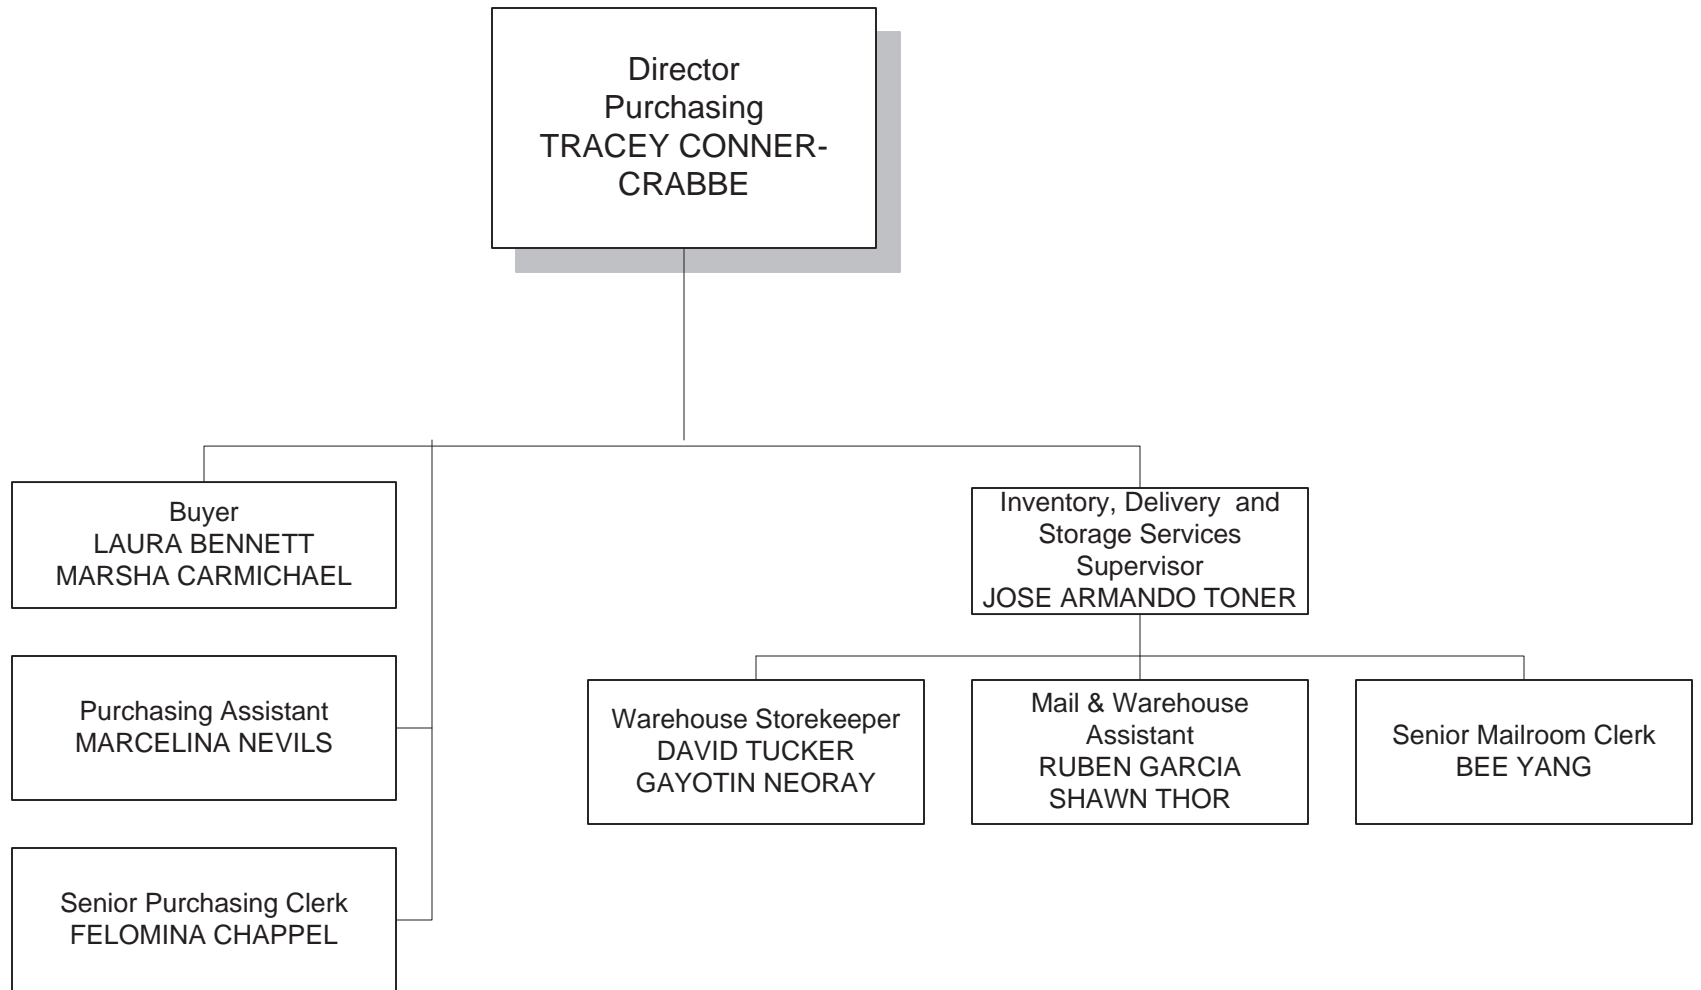 Director
Purchasing
TRACEY CONNER-
CRABBE
Buyer
LAURA BENNETT
MARSHA CARMICHAEL
Purchasing Assistant
MARCELINA NEVILS
Senior Purchasing Clerk
FELOMINA CHAPPEL
Inventory, Delivery  and
Storage Services
Supervisor
JOSE ARMANDO TONER
Warehouse Storekeeper
DAVID TUCKER
GAYOTIN NEORAY
Mail & Warehouse
Assistant
RUBEN GARCIA
SHAWN THOR
Senior Mailroom Clerk
BEE YANG